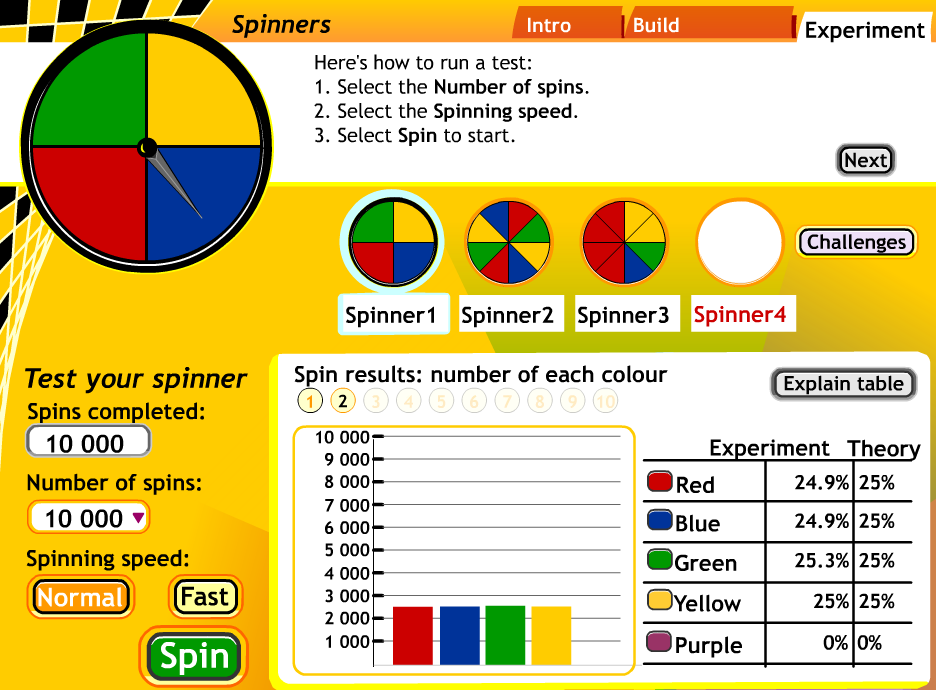 Spinners
Intro
Build
Experiment
Here's how to run a test:
1. Select the Number of spins.
2. Select the Spinning speed.
3. Select Spin to start.
Next
Challenges
Spinner1
Spinner2
Spinner3
Spinner4
Test your spinner
Spins completed:
10 000
Number of spins:
10 000
Spinning speed:
Normal
Fast
Spin
Spin results: number of each colour
1 2 3 4 5 6 7 8 9 10
Explain table
10 000
9 000
8 000
7 000
6 000
5 000
4 000
3 000
2 000
1 000
Experiment Theory
Red 24.9% 25%
Blue 24.9% 25%
Green 25.3% 25%
Yellow 25% 25%
Purple 0% 0%